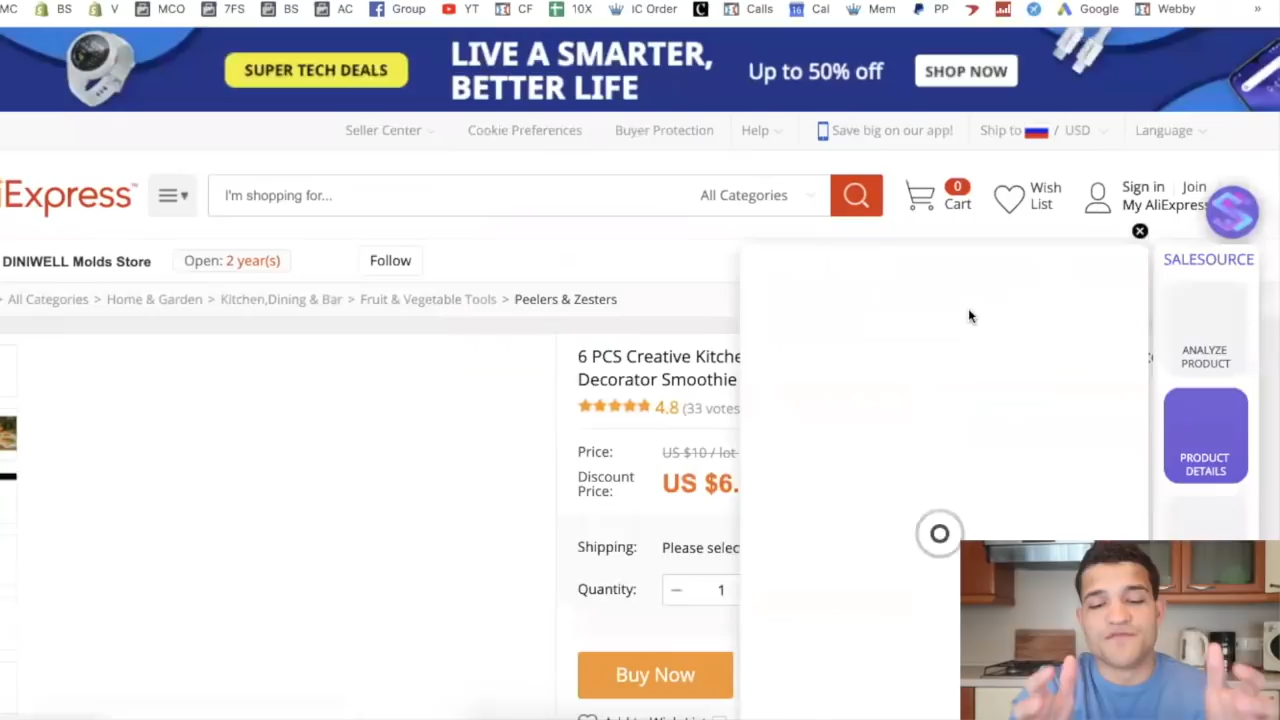 MC BS V MCO 7FS BS AC Group YT CF 10X IC Order Calls 16 Cal Mem PP Google Webby »
SUPER TECH DEALS
LIVE A SMARTER,
BETTER LIFE
Up to 50% off
SHOP NOW
Seller Center Cookie Preferences Buyer Protection Help Save big on our app! Ship to / USD Language
iExpress™
I'm shopping for...
All Categories
0
Cart
Wish
List
Sign in Join
My AliExpress
DINIWELL Molds Store Open: 2 year(s) Follow
SALESOURCE
> All Categories > Home & Garden > Kitchen,Dining & Bar > Fruit & Vegetable Tools > Peelers & Zesters
6 PCS Creative Kitche
Decorator Smoothie
4.8 (33 votes
ANALYZE
PRODUCT
Price: US $10 / lot
Discount
Price:
US $6.
PRODUCT
DETAILS
Shipping: Please selec
Quantity: 1
Buy Now